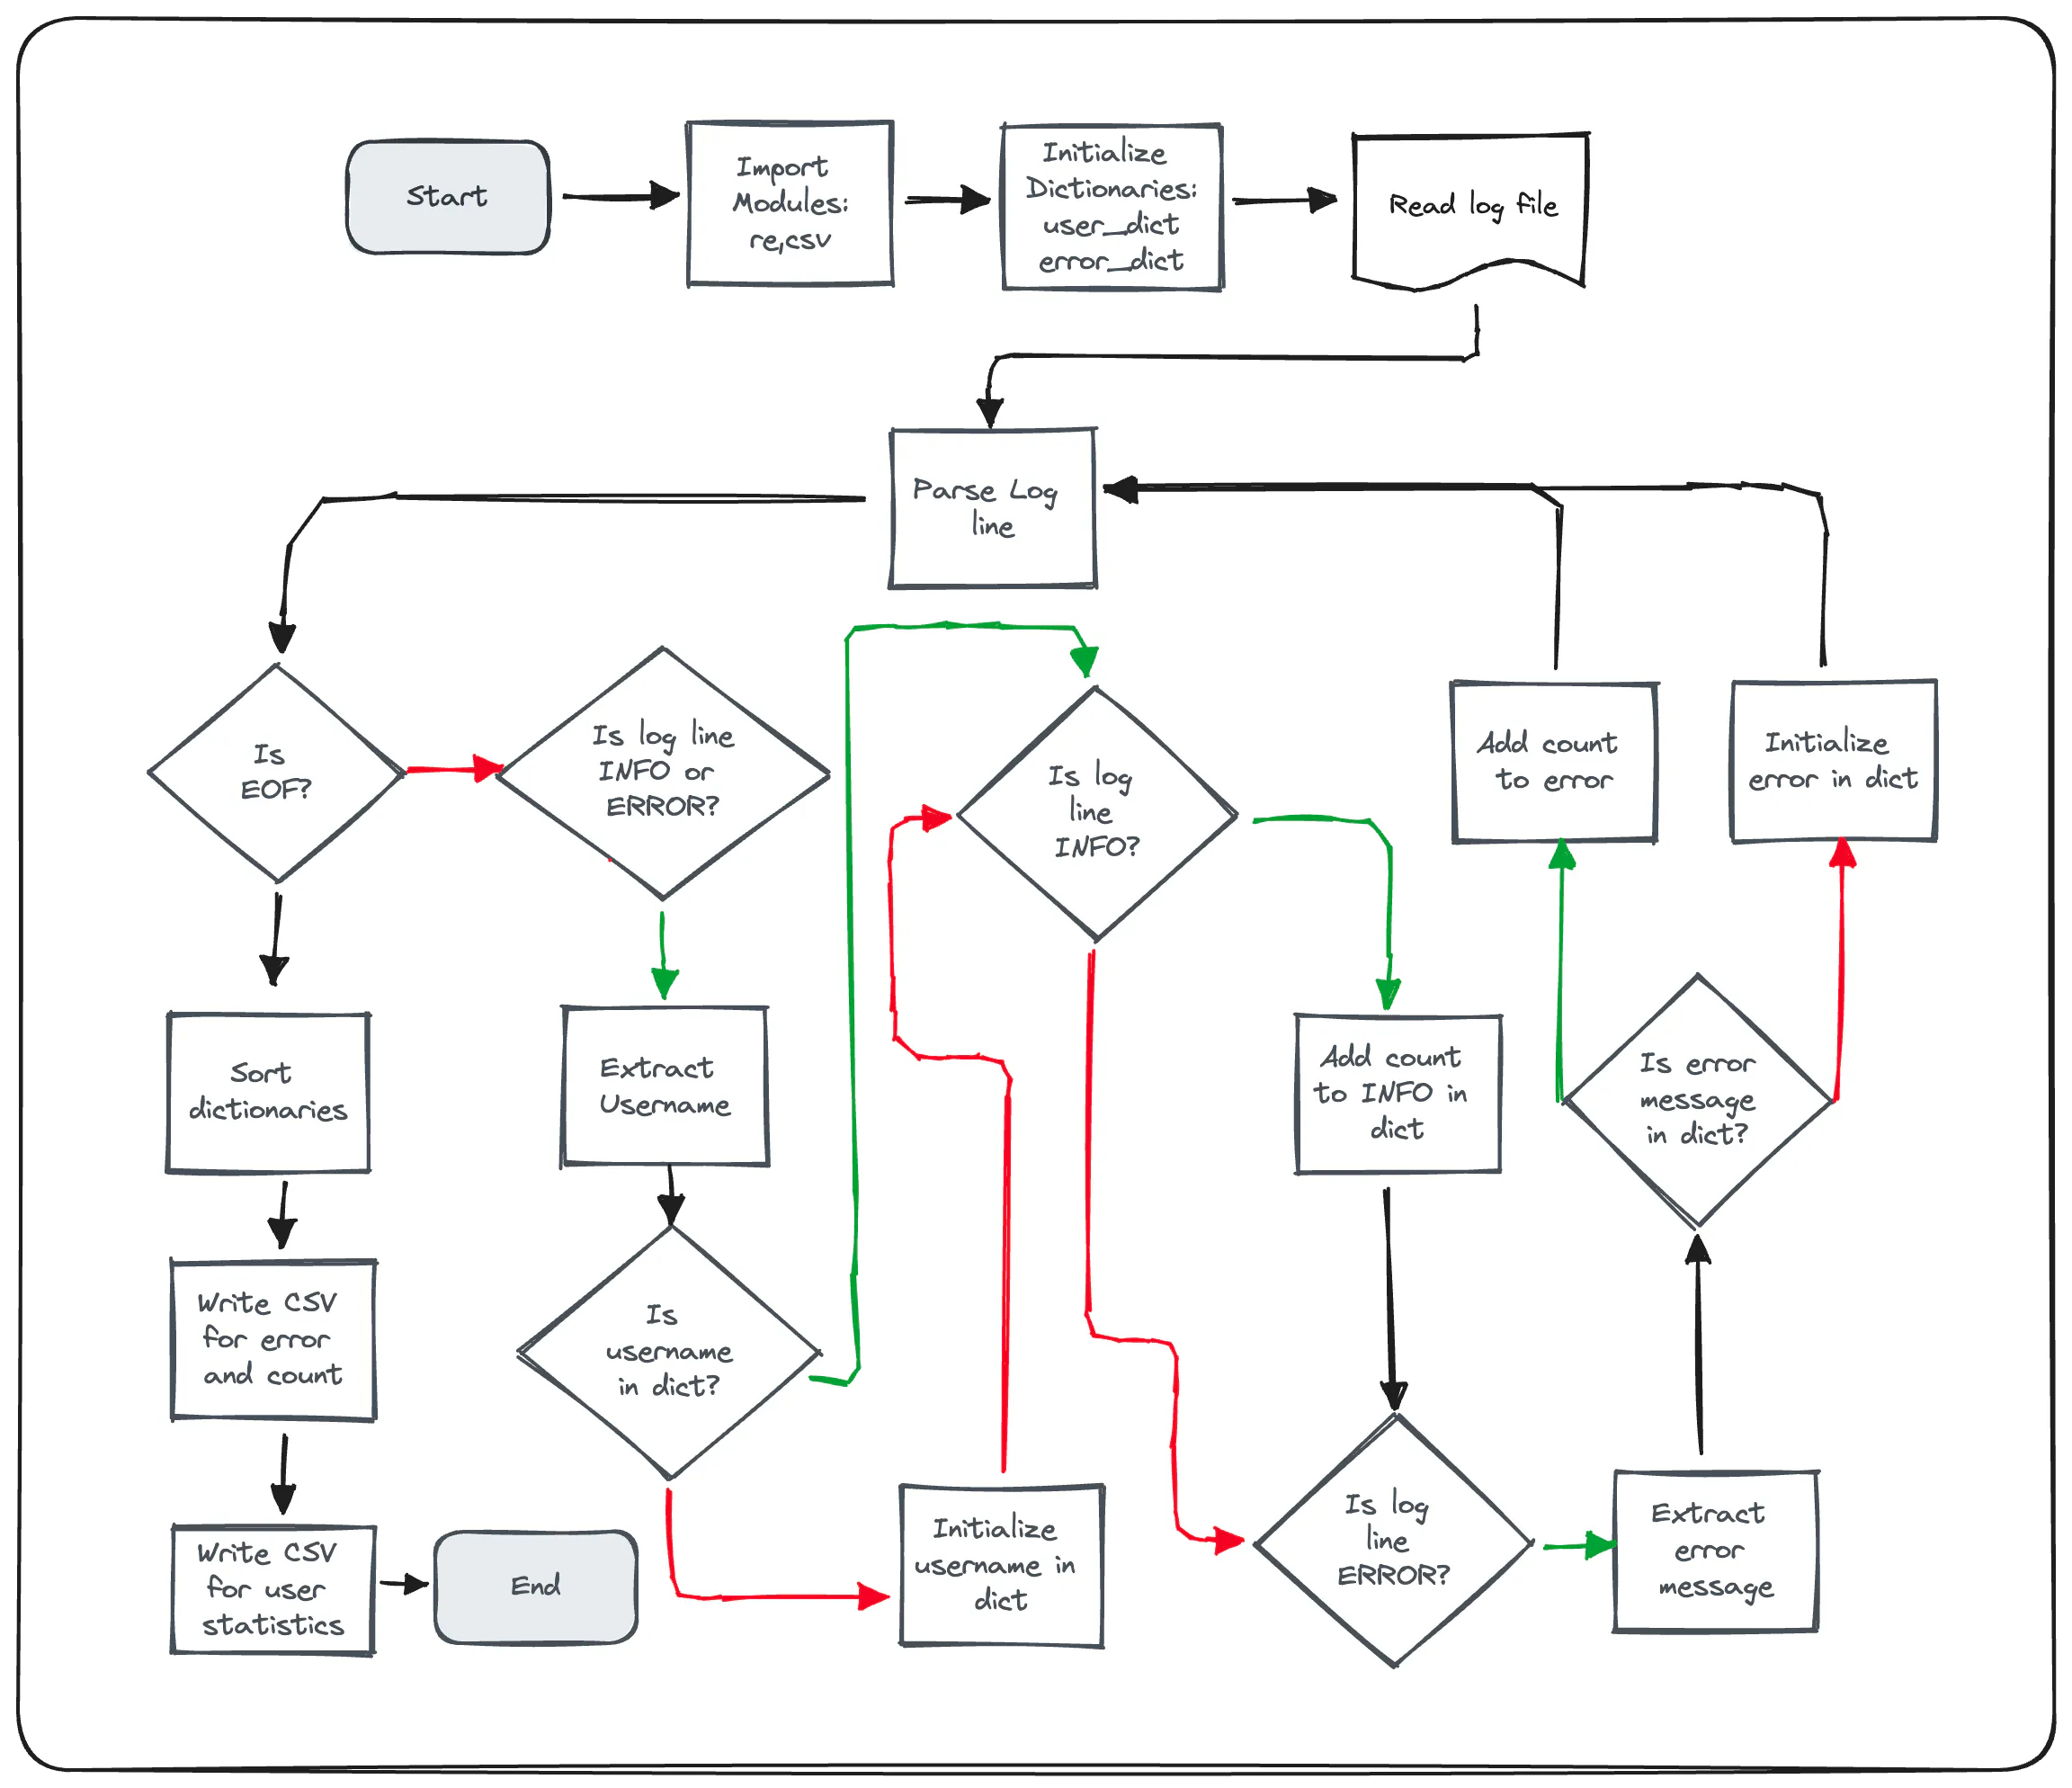 Start
Import
Modules:
re,csv
Initialize
Dictionaries:
user_dict
error_dict
Read log file
Parse Log
line
Is
EOF?
Is log line
INFO or
ERROR?
Is log
line
INFO?
Add count
to error
Initialize
error in dict
Sort
dictionaries
Extract
Username
Add count
to INFO in
dict
Is error
message
in dict?
Write CSV
for error
and count
Is
username
in dict?
Write CSV
for user
statistics
End
Initialize
username in
dict
Is log
line
ERROR?
Extract
error
message